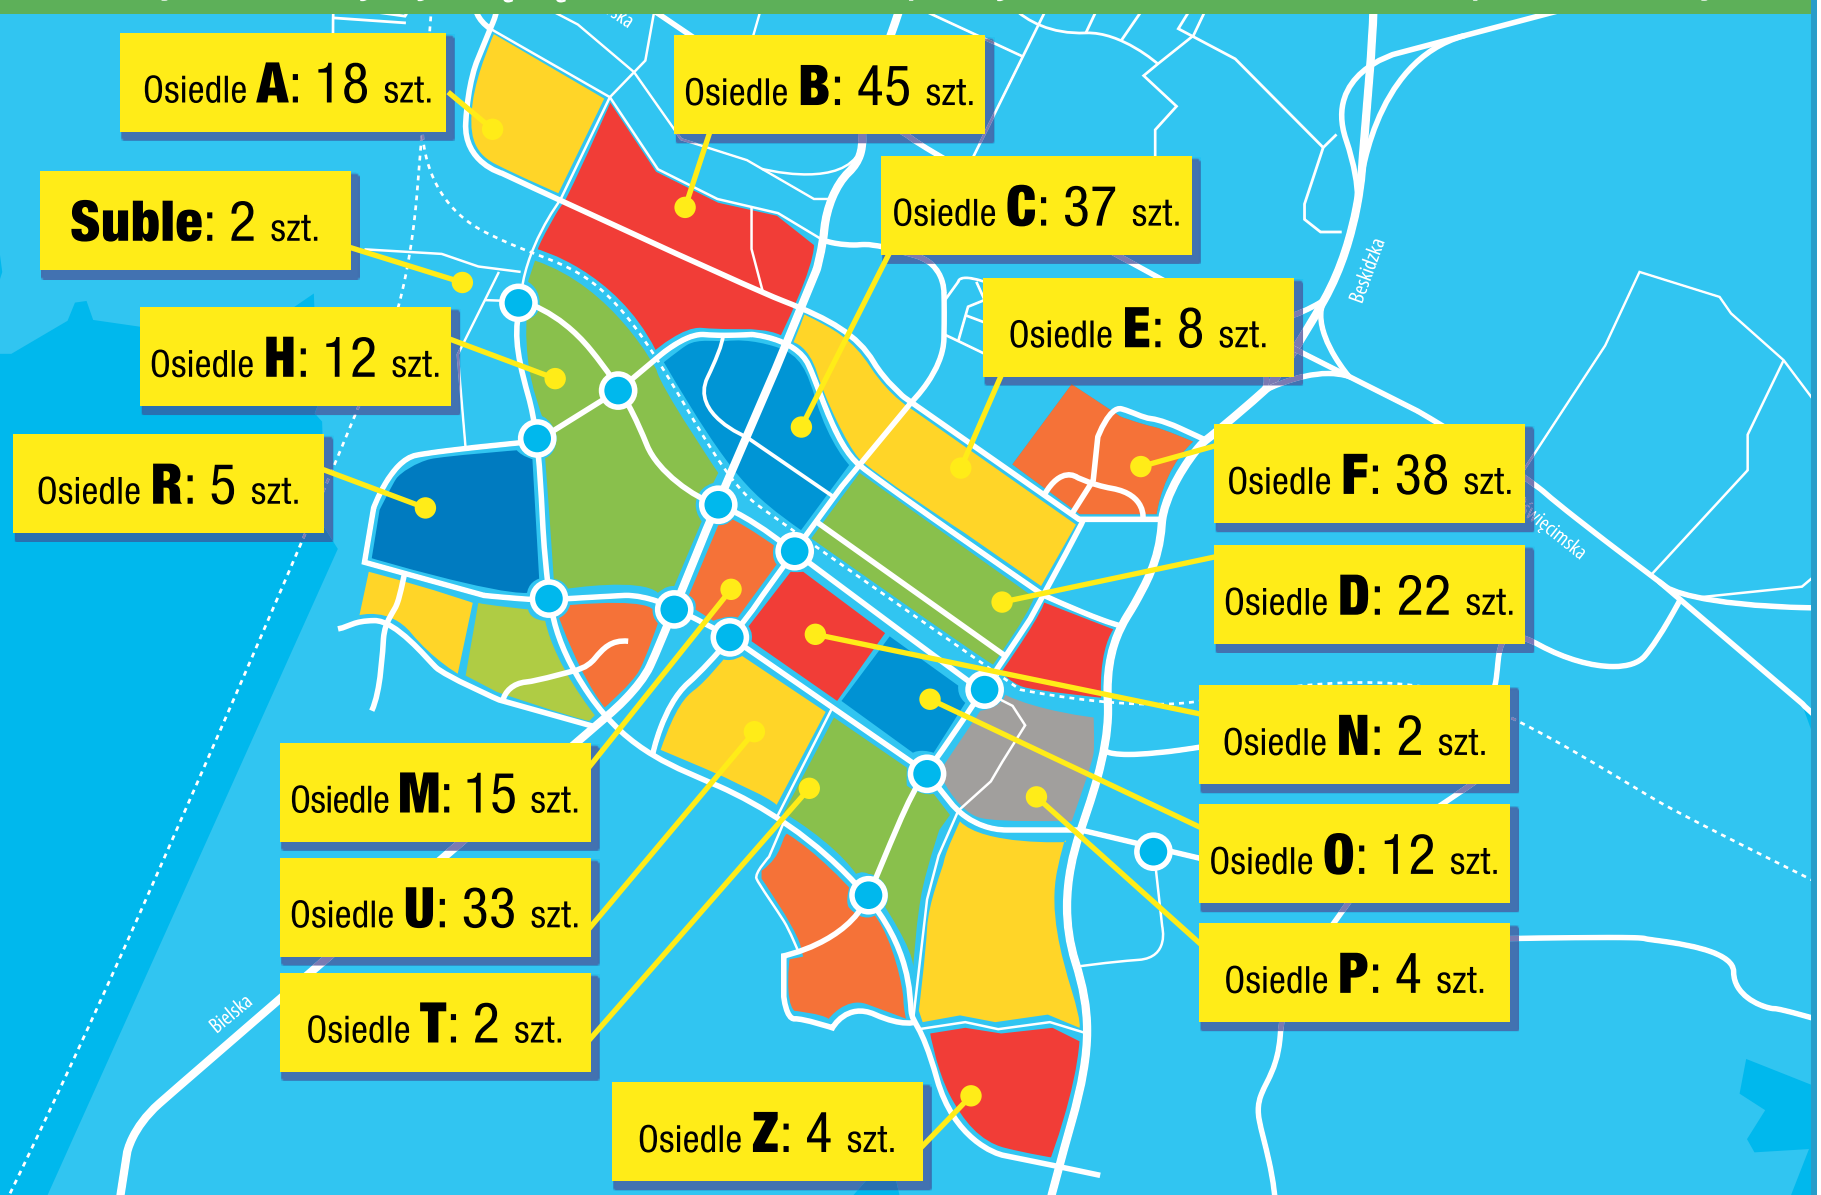 Osiedle A: 18 szt.
Osiedle B: 45 szt.
Suble: 2 szt.
Osiedle C: 37 szt.
Beskidzka
Osiedle H: 12 szt.
Osiedle E: 8 szt.
Osiedle R: 5 szt.
Osiedle F: 38 szt.
Osiedle D: 22 szt.
Osiedle N: 2 szt.
Osiedle M: 15 szt.
Osiedle O: 12 szt.
Osiedle U: 33 szt.
Osiedle P: 4 szt.
Osiedle T: 2 szt.
Bielska
Osiedle Z: 4 szt.